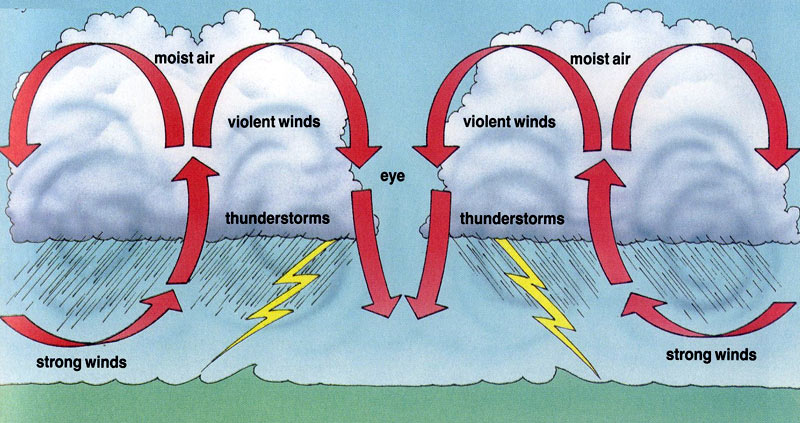 moist air
moist air
violent winds
violent winds
eye
thunderstorms
thunderstorms
strong winds
strong winds